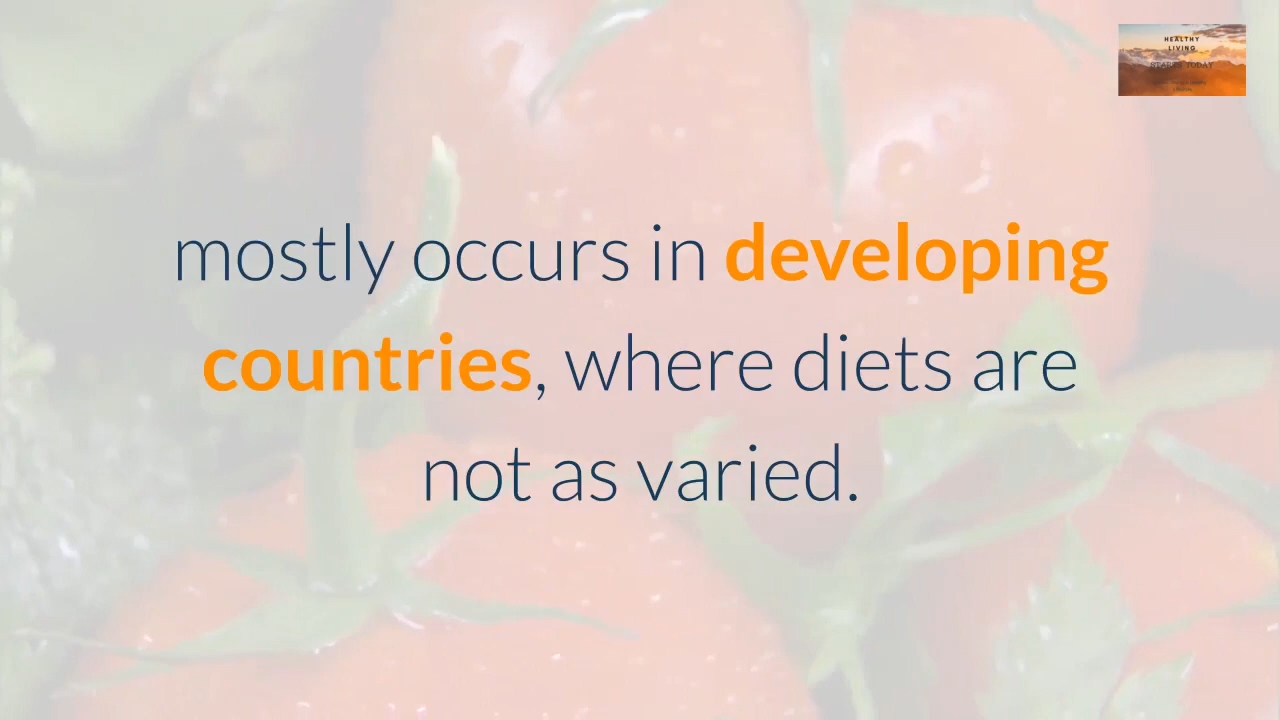 HEALTHY
LIVING
STARTS TODAY
mostly occurs in developing
countries, where diets are
not as varied.